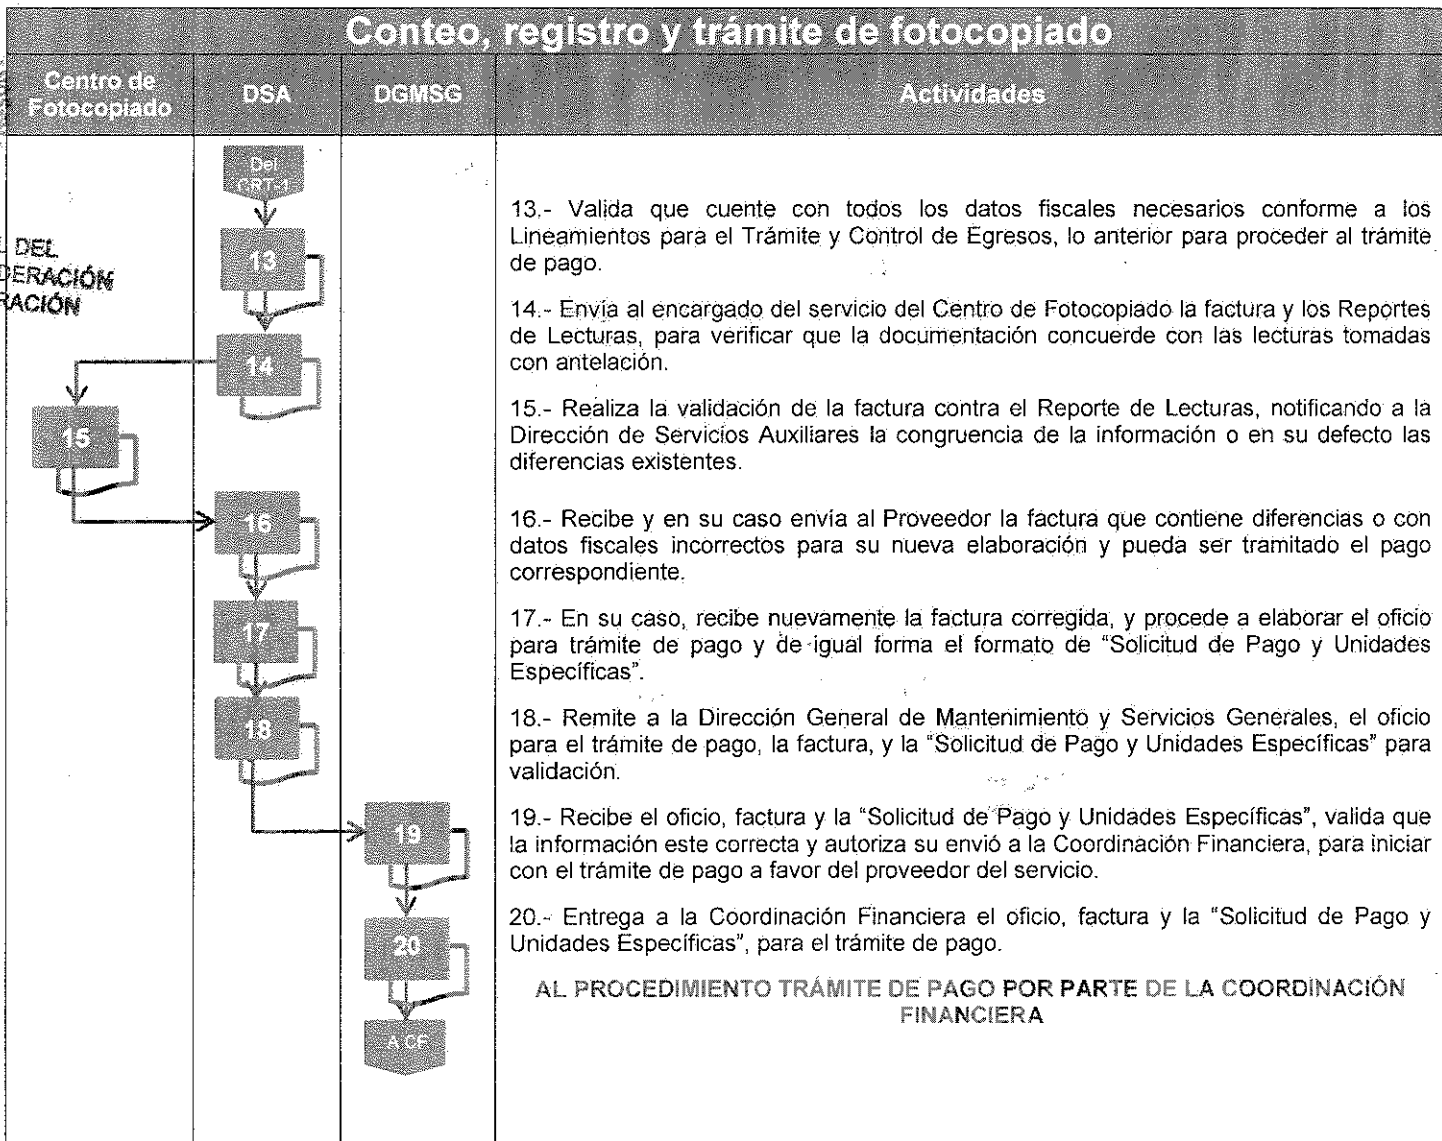 Conteo, registro y trámite de fotocopiado
Centro de
Fotocopiado
DSA
DGMSG
Actividades
DEL
DERACIÓN
RACIÓN
Del
CRT-1
13
14
15
16
17
18
19
20
A CF
13.- Valida que cuente con todos los datos fiscales necesarios conforme a los
Lineamientos para el Trámite y Control de Egresos, lo anterior para proceder al trámite
de pago.
14.- Envía al encargado del servicio del Centro de Fotocopiado la factura y los Reportes
de Lecturas, para verificar que la documentación concuerde con las lecturas tomadas
con antelación.
15.- Realiza la validación de la factura contra el Reporte de Lecturas, notificando a la
Dirección de Servicios Auxiliares la congruencia de la información o en su defecto las
diferencias existentes.
16.- Recibe y en su caso envía al Proveedor la factura que contiene diferencias o con
datos fiscales incorrectos para su nueva elaboración y pueda ser tramitado el pago
correspondiente.
17.- En su caso, recibe nuevamente la factura corregida, y procede a elaborar el oficio
para trámite de pago y de igual forma el formato de “Solicitud de Pago y Unidades
Específicas”.
18.- Remite a la Dirección General de Mantenimiento y Servicios Generales, el oficio
para el trámite de pago, la factura, y la “Solicitud de Pago y Unidades Específicas” para
validación.
19.- Recibe el oficio, factura y la “Solicitud de Pago y Unidades Específicas”, valida que
la información este correcta y autoriza su envió a la Coordinación Financiera, para iniciar
con el trámite de pago a favor del proveedor del servicio.
20.- Entrega a la Coordinación Financiera el oficio, factura y la “Solicitud de Pago y
Unidades Específicas”, para el trámite de pago.
AL PROCEDIMIENTO TRÁMITE DE PAGO POR PARTE DE LA COORDINACIÓN
FINANCIERA